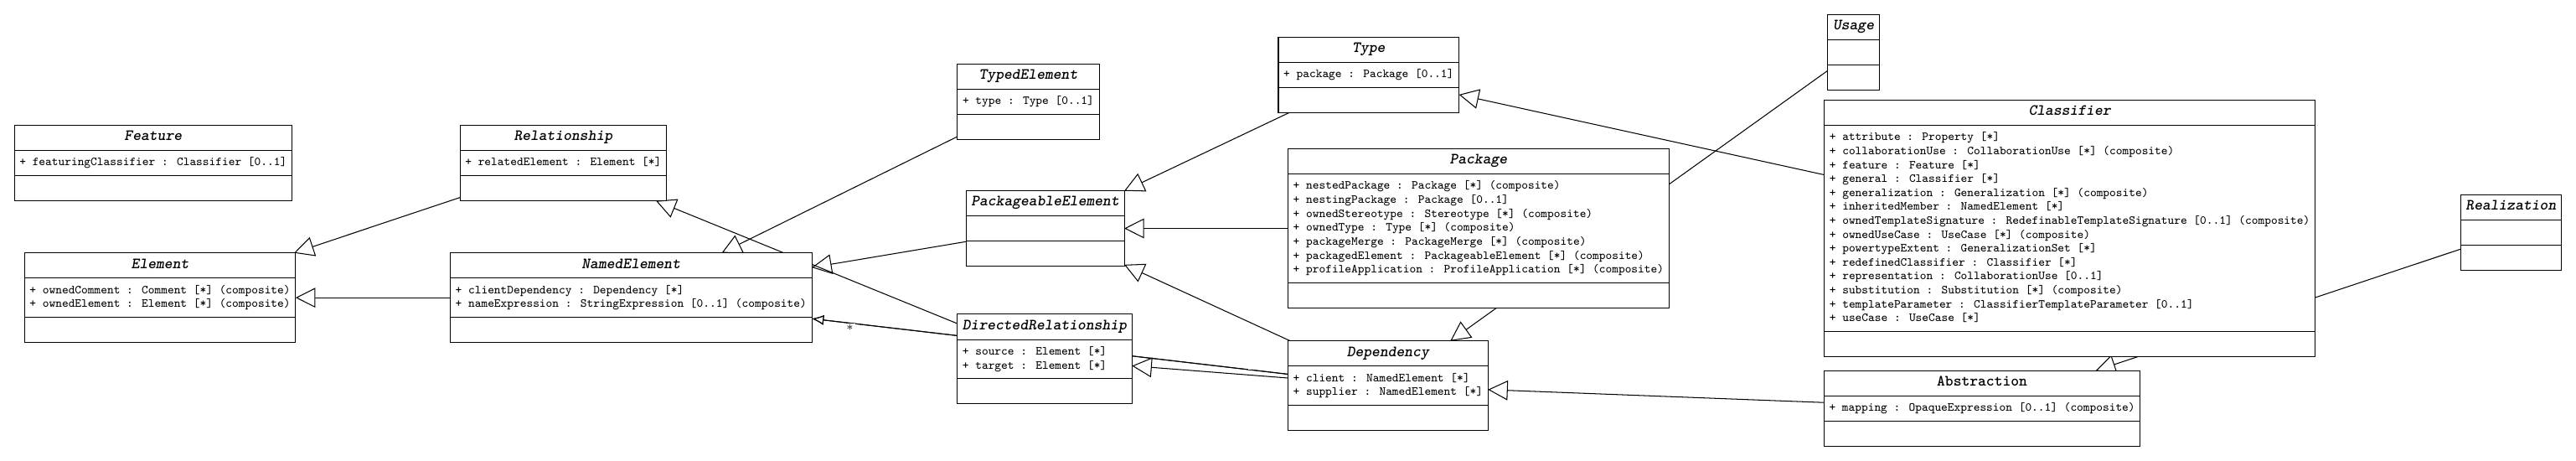 Feature
+ featuringClassifier : Classifier [0..1]
Element
+ ownedComment : Comment [*] (composite)
+ ownedElement : Element [*] (composite)
Relationship
+ relatedElement : Element [*]
NamedElement
+ clientDependency : Dependency [*]
+ nameExpression : StringExpression [0..1] (composite)
*
TypedElement
+ type : Type [0..1]
PackageableElement
DirectedRelationship
+ source : Element [*]
+ target : Element [*]
Type
+ package : Package [0..1]
Package
+ nestedPackage : Package [*] (composite)
+ nestingPackage : Package [0..1]
+ ownedStereotype : Stereotype [*] (composite)
+ ownedType : Type [*] (composite)
+ packageMerge : PackageMerge [*] (composite)
+ packagedElement : PackageableElement [*] (composite)
+ profileApplication : ProfileApplication [*] (composite)
Dependency
+ client : NamedElement [*]
+ supplier : NamedElement [*]
Usage
Classifier
+ attribute : Property [*]
+ collaborationUse : CollaborationUse [*] (composite)
+ feature : Feature [*]
+ general : Classifier [*]
+ generalization : Generalization [*] (composite)
+ inheritedMember : NamedElement [*]
+ ownedTemplateSignature : RedefinableTemplateSignature [0..1] (composite)
+ ownedUseCase : UseCase [*] (composite)
+ powertypeExtent : GeneralizationSet [*]
+ redefinedClassifier : Classifier [*]
+ representation : CollaborationUse [0..1]
+ substitution : Substitution [*] (composite)
+ templateParameter : ClassifierTemplateParameter [0..1]
+ useCase : UseCase [*]
Abstraction
+ mapping : OpaqueExpression [0..1] (composite)
Realization